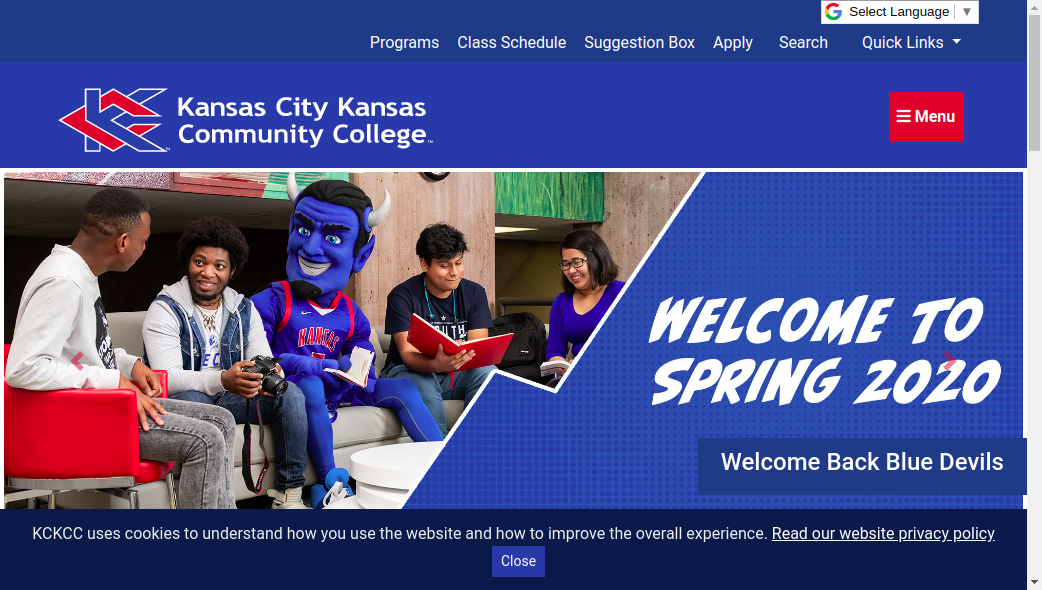 Select Language ▼
Programs Class Schedule Suggestion Box Apply Search Quick Links
Kansas City Kansas
Community College™
Menu
KANSAS
WELCOME TO
SPRING 2020
Welcome Back Blue Devils
KCKCC uses cookies to understand how you use the website and how to improve the overall experience. Read our website privacy policy
Close